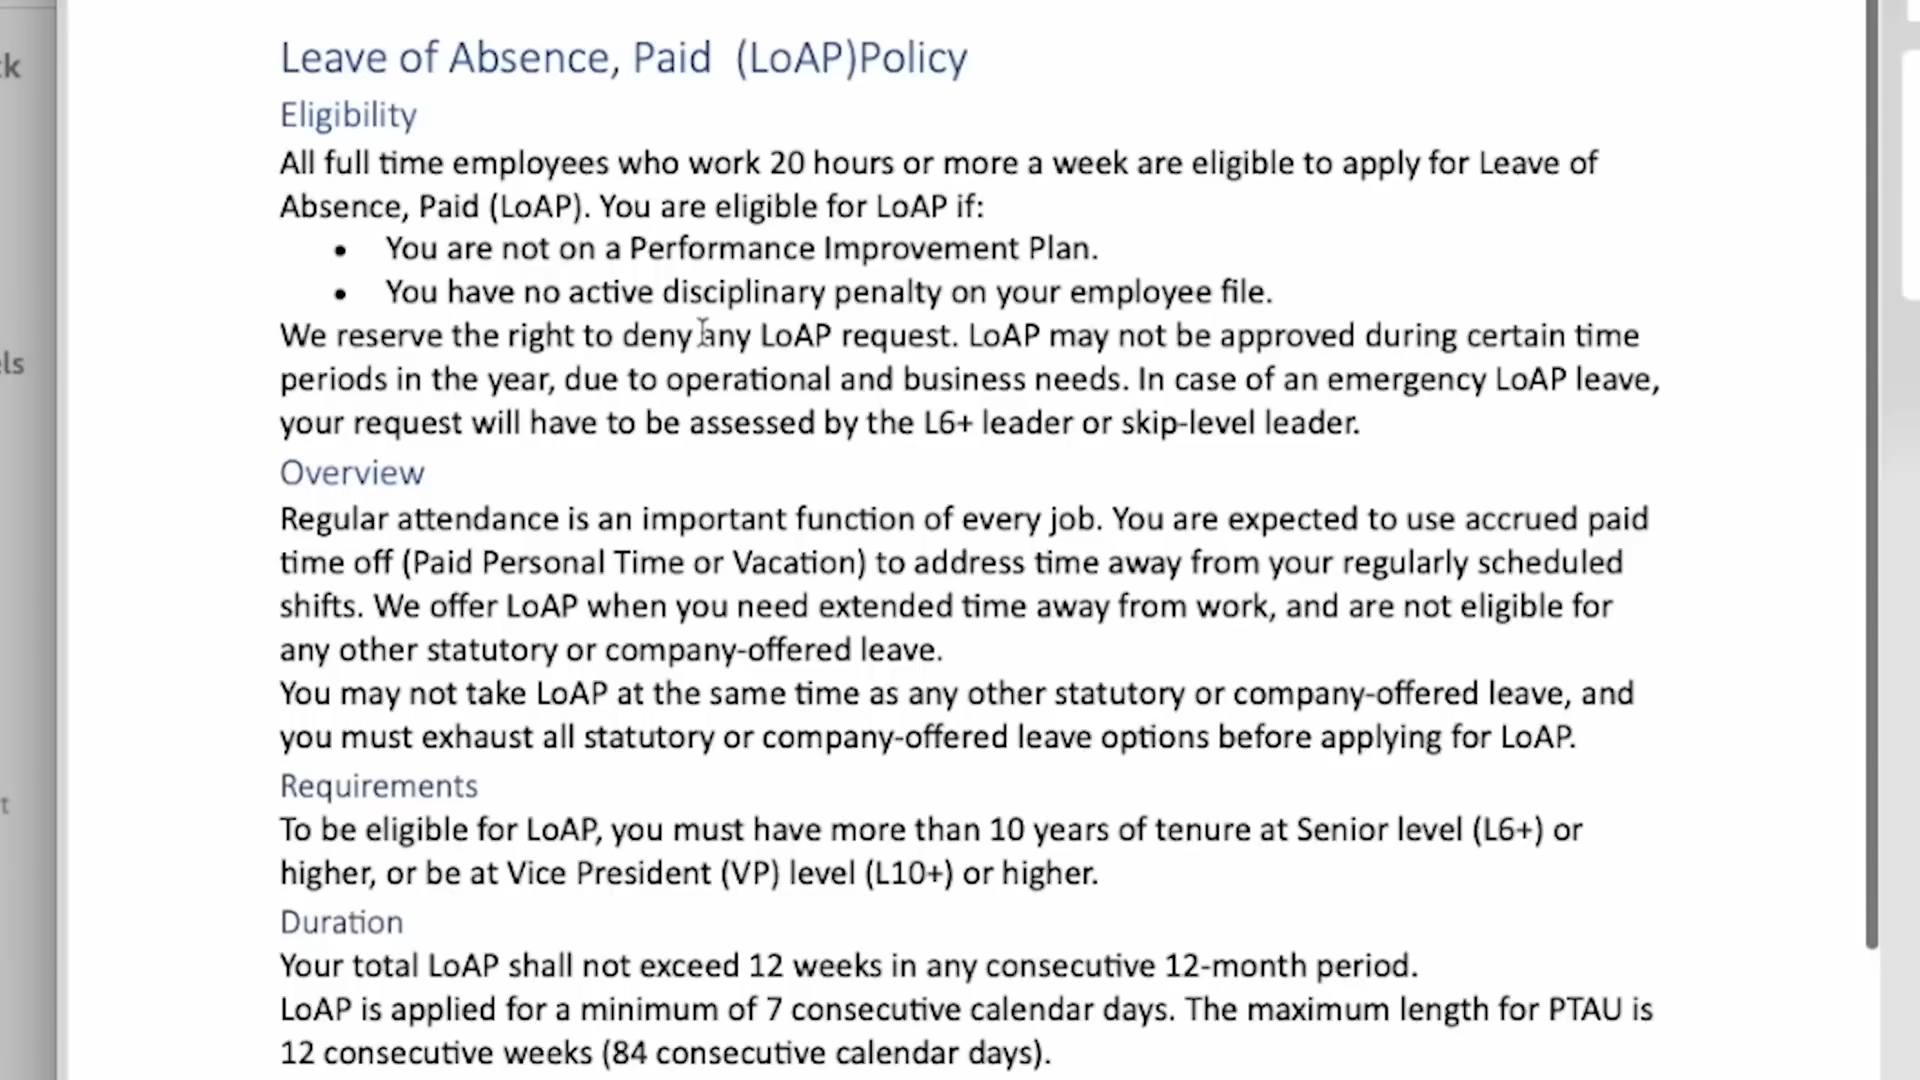 Leave of Absence, Paid (LoAP)Policy
Eligibility
All full time employees who work 20 hours or more a week are eligible to apply for Leave of
Absence, Paid (LoAP). You are eligible for LoAP if:
• You are not on a Performance Improvement Plan.
• You have no active disciplinary penalty on your employee file.
We reserve the right to deny any LoAP request. LoAP may not be approved during certain time
periods in the year, due to operational and business needs. In case of an emergency LoAP leave,
your request will have to be assessed by the L6+ leader or skip-level leader.
Overview
Regular attendance is an important function of every job. You are expected to use accrued paid
time off (Paid Personal Time or Vacation) to address time away from your regularly scheduled
shifts. We offer LoAP when you need extended time away from work, and are not eligible for
any other statutory or company-offered leave.
You may not take LoAP at the same time as any other statutory or company-offered leave, and
you must exhaust all statutory or company-offered leave options before applying for LoAP.
Requirements
To be eligible for LoAP, you must have more than 10 years of tenure at Senior level (L6+) or
higher, or be at Vice President (VP) level (L10+) or higher.
Duration
Your total LoAP shall not exceed 12 weeks in any consecutive 12-month period.
LoAP is applied for a minimum of 7 consecutive calendar days. The maximum length for PTAU is
12 consecutive weeks (84 consecutive calendar days).